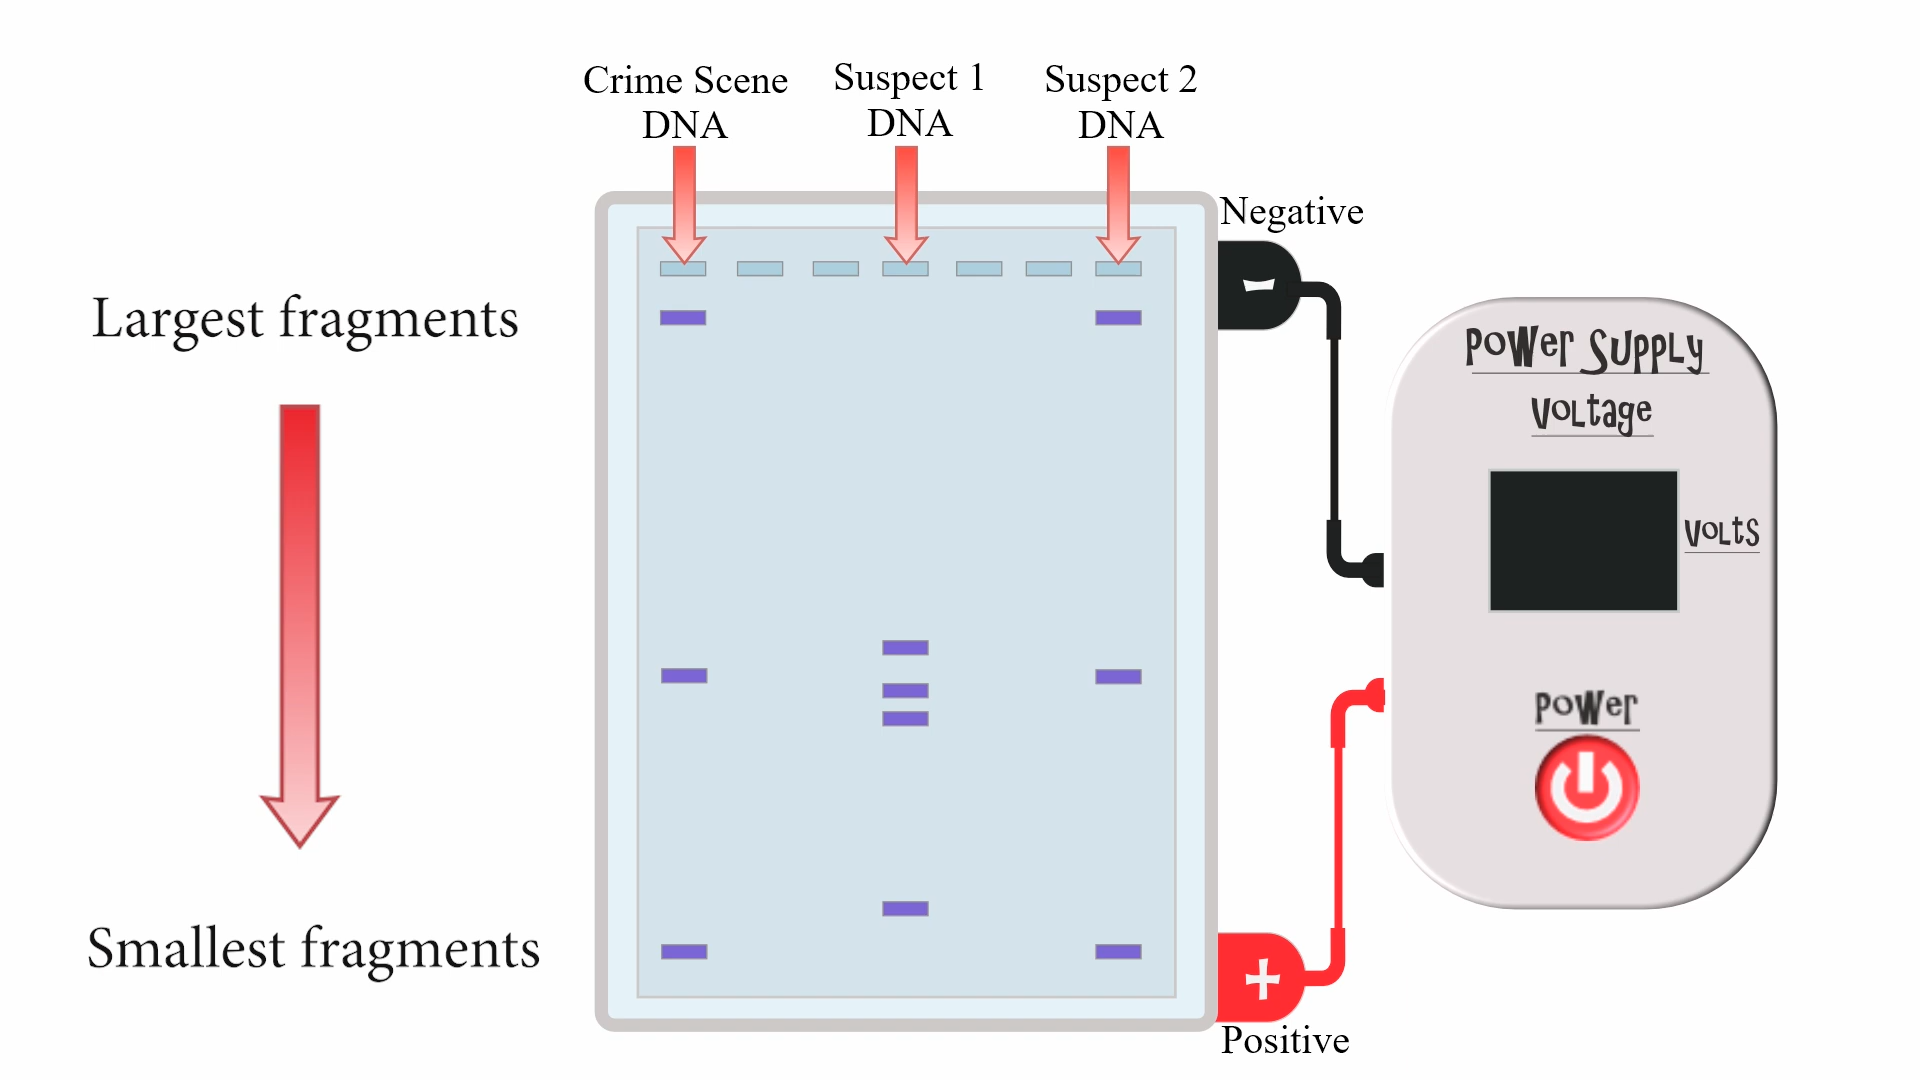 Crime Scene
DNA
Suspect 1
DNA
Suspect 2
DNA
Negative
Largest fragments
Power Supply
Voltage
Volts
Power
Smallest fragments
Positive